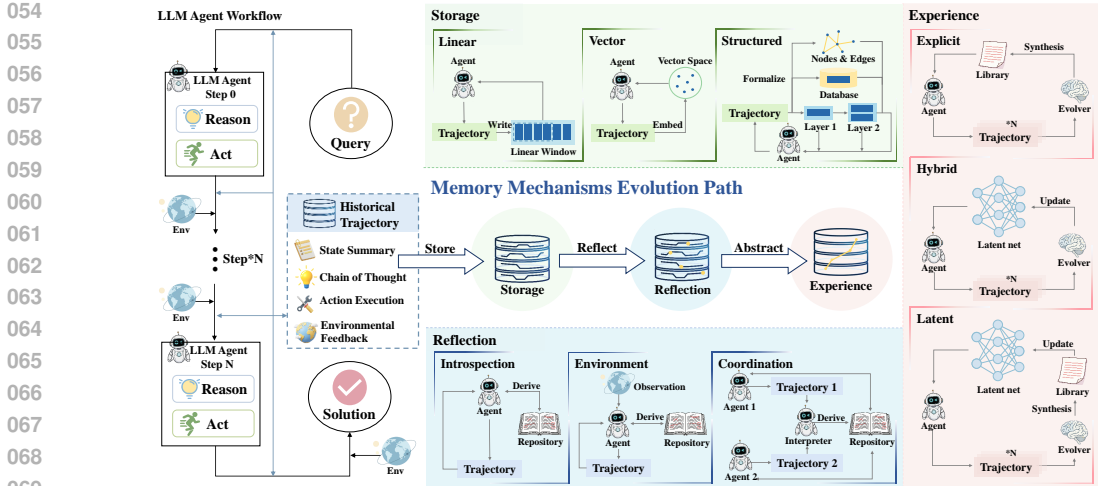 054
055
056
057
058
059
060
061
062
063
064
065
066
067
068
LLM Agent Workflow
LLM Agent
Step 0
Reason
Act
Query
Env
Step*N
Env
LLM Agent
Step N
Reason
Act
Solution
Env
Historical
Trajectory
State Summary
Chain of Thought
Action Execution
Environmental
Feedback
Storage
Linear
Agent
Trajectory
Write
Linear Window
Vector
Agent
Vector Space
Trajectory
Embed
Structured
Nodes & Edges
Formalize
Database
Trajectory
Layer 1
Layer 2
Agent
Memory Mechanisms Evolution Path
Store
Storage
Reflect
Reflection
Abstract
Experience
Reflection
Introspection
Derive
Agent
Repository
Trajectory
Environment
Observation
Derive
Agent
Repository
Trajectory
Coordination
Agent 1
Trajectory 1
Derive
Interpreter
Repository
Agent 2
Trajectory 2
Experience
Explicit
Synthesis
Library
Agent
Evolver
*N
Trajectory
Hybrid
Update
Latent net
Agent
Evolver
*N
Trajectory
Latent
Update
Latent net
Library
Agent
Synthesis
Evolver
*N
Trajectory